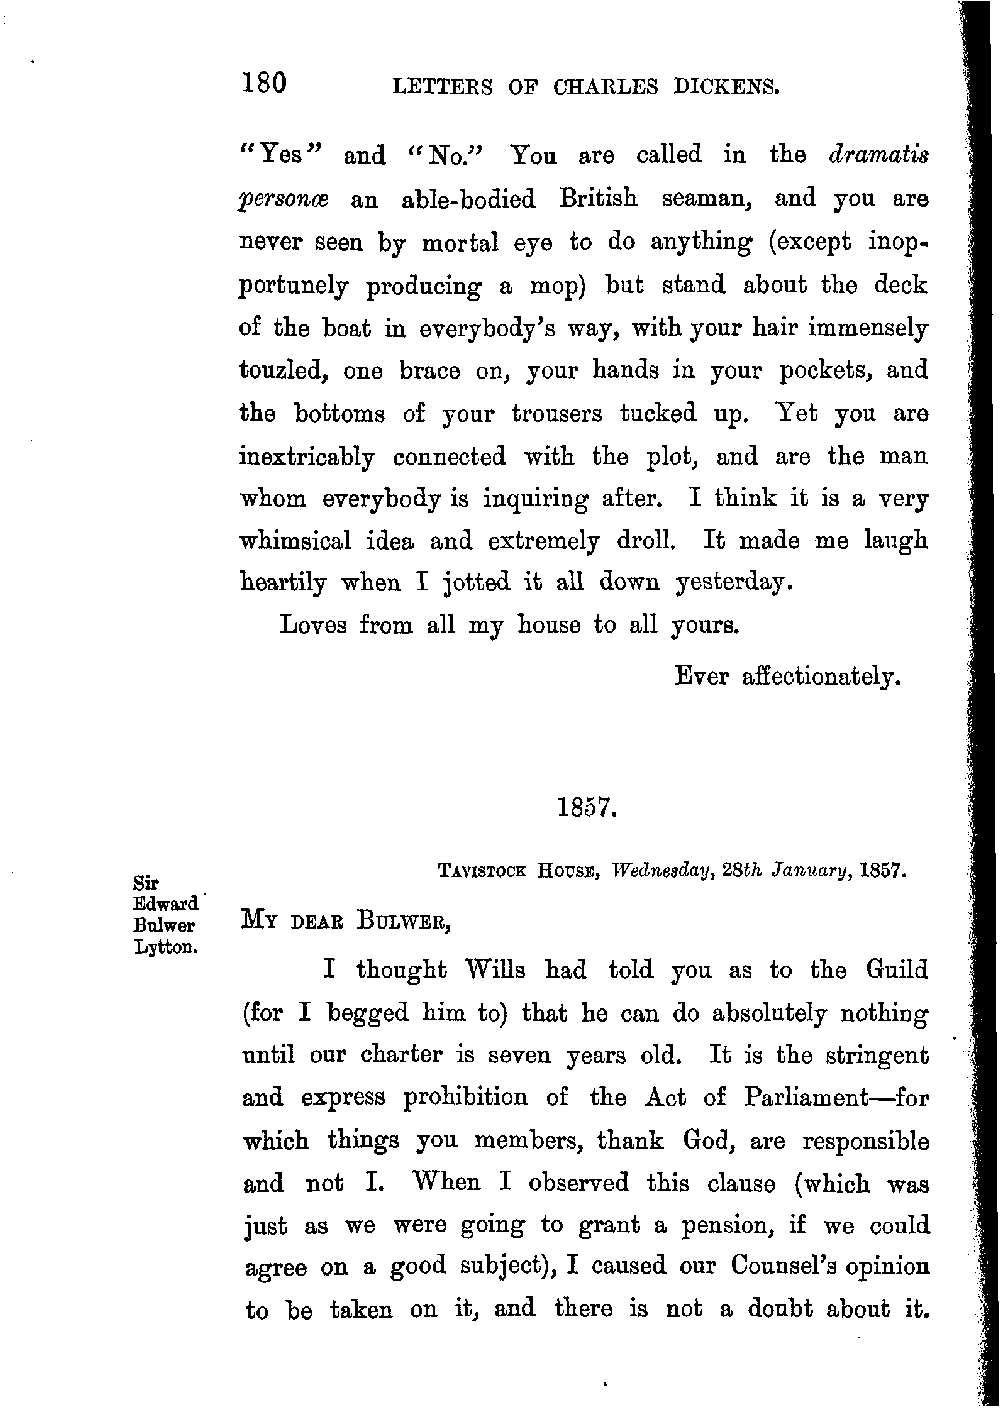 180 LETTERS OF CHARLES DICKENS.
“Yes” and “No.” You are called in the dramatis
personœ an able-bodied British seaman, and you are
never seen by mortal eye to do anything (except inop-
portunely producing a mop) but stand about the deck
of the boat in everybody’s way, with your hair immensely
touzled, one brace on, your hands in your pockets, and
the bottoms of your trousers tucked up. Yet you are
inextricably connected with the plot, and are the man
whom everybody is inquiring after. I think it is a very
whimsical idea and extremely droll. It made me laugh
heartily when I jotted it all down yesterday.
Loves from all my house to all yours.
Ever affectionately.
1857.
Tavistock House, Wednesday, 28th January, 1857.
Sir
Edward
Bulwer
Lytton.
My dear Bulwer,
I thought Wills had told you as to the Guild
(for I begged him to) that he can do absolutely nothing
until our charter is seven years old. It is the stringent
and express prohibition of the Act of Parliament—for
which things you members, thank God, are responsible
and not I. When I observed this clause (which was
just as we were going to grant a pension, if we could
agree on a good subject), I caused our Counsel’s opinion
to be taken on it, and there is not a doubt about it.